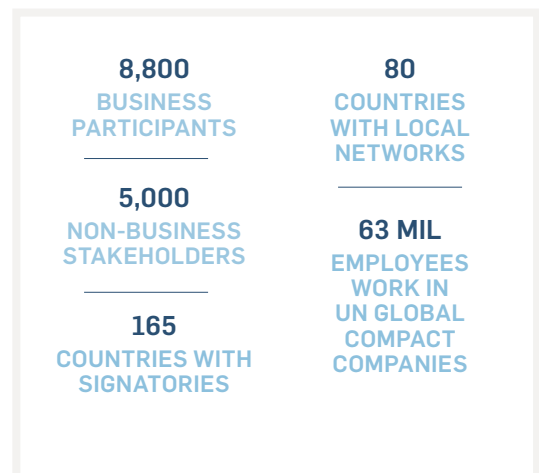 8,800
BUSINESS
PARTICIPANTS
5,000
NON-BUSINESS
STAKEHOLDERS
165
COUNTRIES WITH
SIGNATORIES
80
COUNTRIES
WITH LOCAL
NETWORKS
63 MIL
EMPLOYEES
WORK IN
UN GLOBAL
COMPACT
COMPANIES